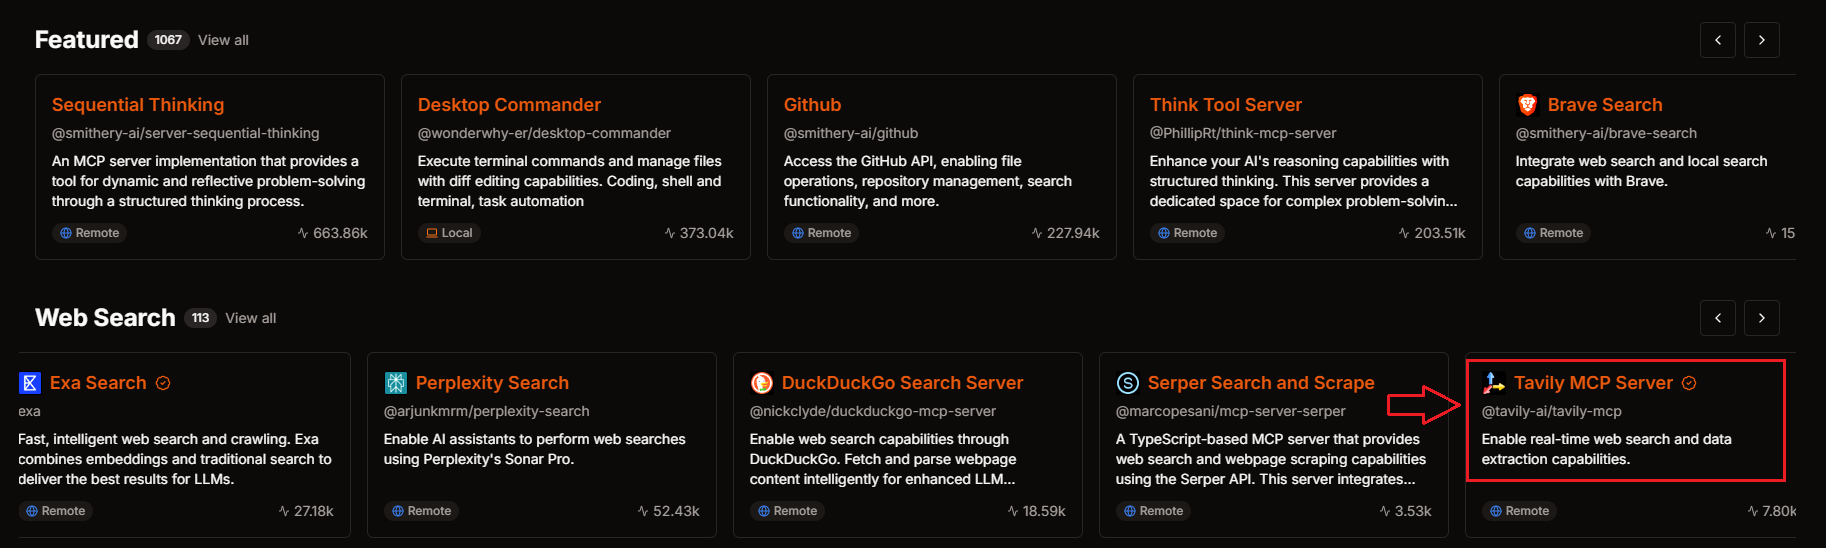 Featured 1067 View all
Sequential Thinking
@smithery-ai/server-sequential-thinking
An MCP server implementation that provides a
tool for dynamic and reflective problem-solving
through a structured thinking process.
Remote 663.86k
Desktop Commander
@wonderwhy-er/desktop-commander
Execute terminal commands and manage files
with diff editing capabilities. Coding, shell and
terminal, task automation
Local 373.04k
Github
@smithery-ai/github
Access the GitHub API, enabling file
operations, repository management, search
functionality, and more.
Remote 227.94k
Think Tool Server
@PhillipRt/think-mcp-server
Enhance your AI's reasoning capabilities with
structured thinking. This server provides a
dedicated space for complex problem-solvin...
Remote 203.51k
Brave Search
@smithery-ai/brave-search
Integrate web search and local search
capabilities with Brave.
Remote 15
Web Search 113 View all
Exa Search
exa
Fast, intelligent web search and crawling. Exa
combines embeddings and traditional search to
deliver the best results for LLMs.
Remote 27.18k
Perplexity Search
@arjunkmrm/perplexity-search
Enable AI assistants to perform web searches
using Perplexity's Sonar Pro.
Remote 52.43k
DuckDuckGo Search Server
@nickclyde/duckduckgo-mcp-server
Enable web search capabilities through
DuckDuckGo. Fetch and parse webpage
content intelligently for enhanced LLM...
Remote 18.59k
Serper Search and Scrape
@marcopesani/mcp-server-serper
A TypeScript-based MCP server that provides
web search and webpage scraping capabilities
using the Serper API. This server integrates...
Remote 3.53k
Tavily MCP Server
@tavily-ai/tavily-mcp
Enable real-time web search and data
extraction capabilities.
Remote 7.80k